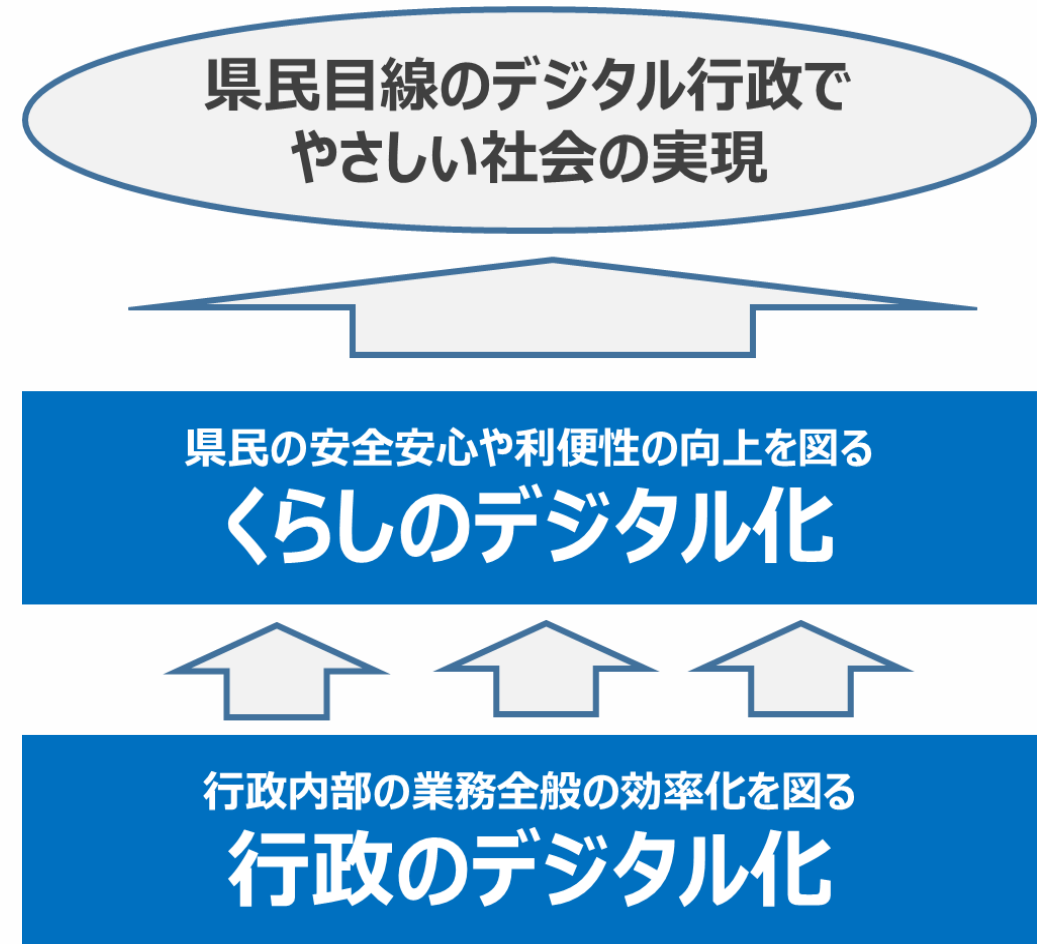 県民目線のデジタル行政で
やさしい社会の実現
県民の安全安心や利便性の向上を図る
くらしのデジタル化
行政内部の業務全般の効率化を図る
行政のデジタル化